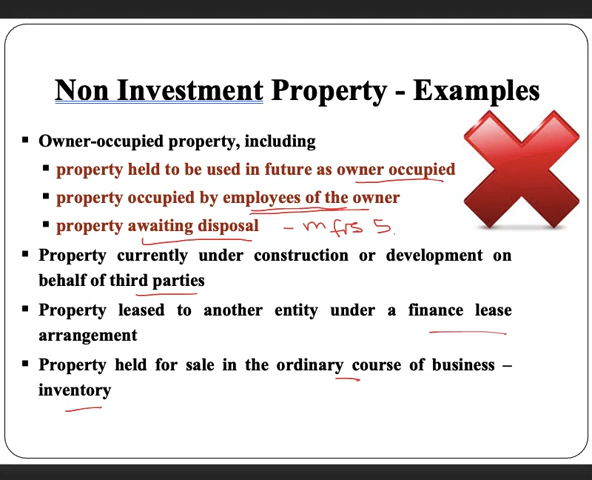 Non Investment Property - Examples
▪ Owner-occupied property, including
▪ property held to be used in future as owner occupied
▪ property occupied by employees of the owner
▪ property awaiting disposal - mfrs 5.
▪ Property currently under construction or development on
behalf of third parties
▪ Property leased to another entity under a finance lease
arrangement
▪ Property held for sale in the ordinary course of business –
inventory